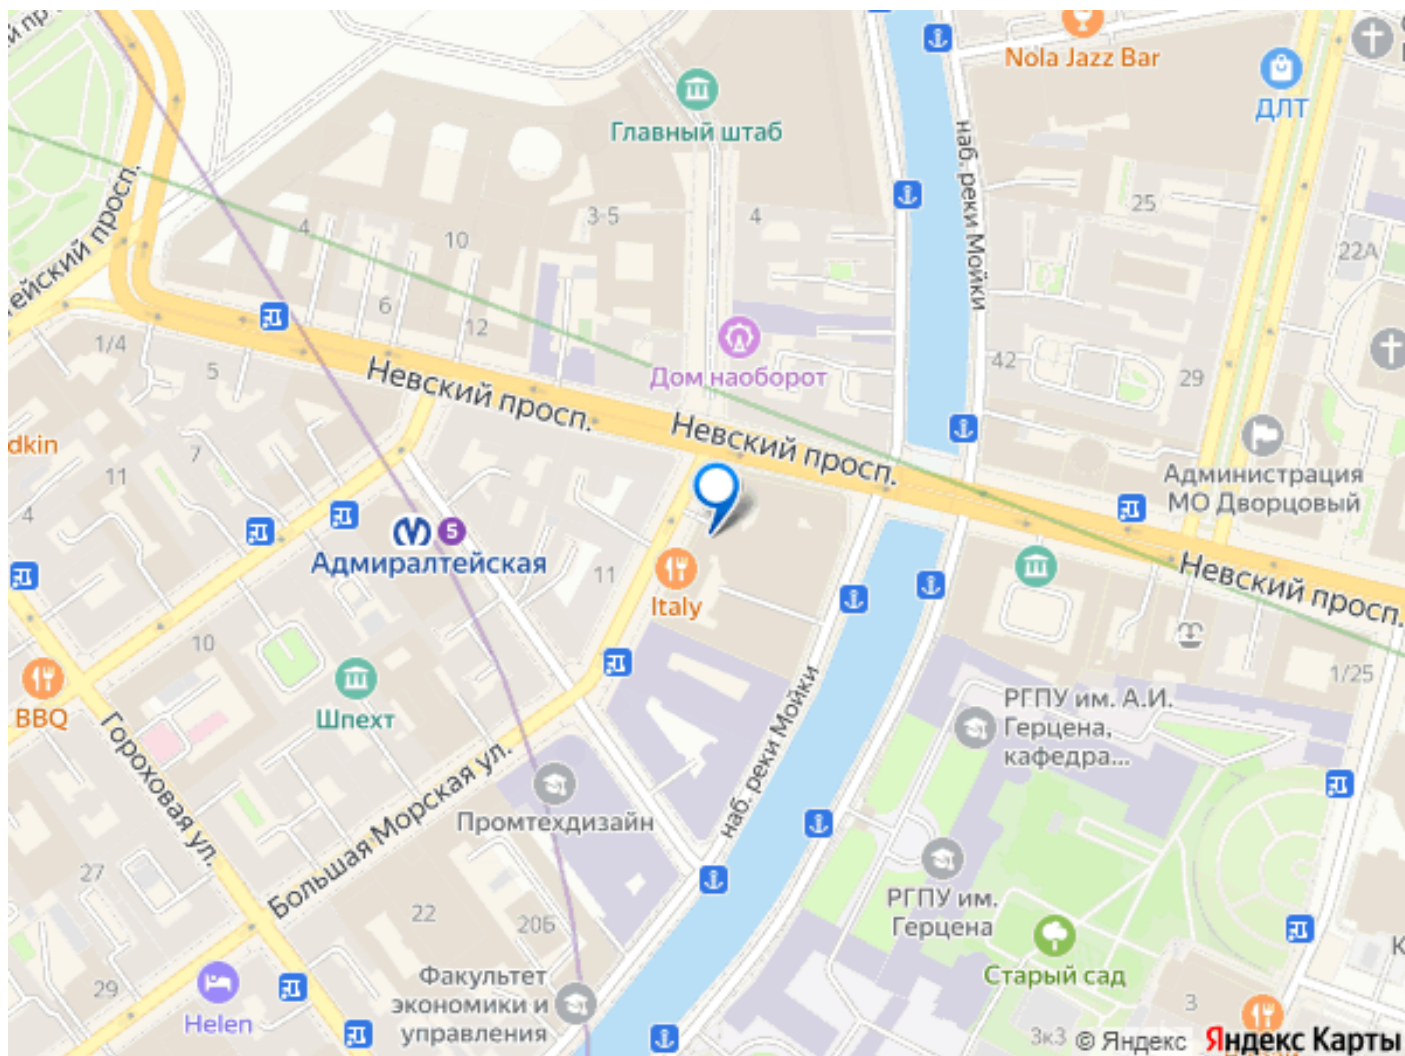 й пр
Nola Jazz Bar
ДЛТ
Главный штаб
наб. реки Мойки
25
3-5
4
4
10
22А
ейский просп.
6
12
1/4
5
42
29
Дом наоборот
Невский просп.
Невский просп.
dkin
7
11
4
Администрация
МО Дворцовый
5
Адмиралтейская
11
Italy
Невский просп.
10
1/25
BBQ
Шпехт
РГПУ им. А.И.
Герцена,
кафедра...
Гороховая ул.
Большая Морская ул.
наб. реки Мойки
Промтехдизайн
27
22
20Б
РГПУ им.
Герцена
Старый сад
К
29
Факультет
экономики и
управления
Helen
3
3к3
© Яндекс
Яндекс Карты